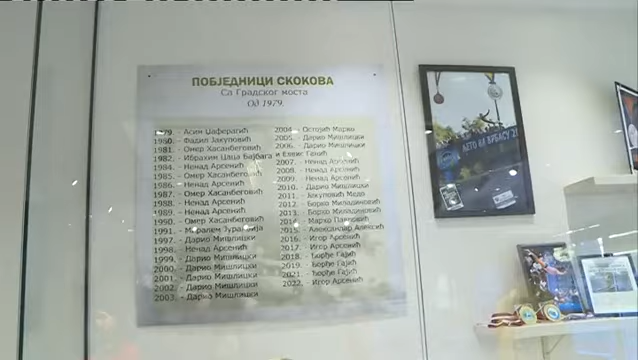 ПОБЈЕДНИЦИ СКОКОВА
Са Градског моста
Од 1979.
1979. - Асим Џаферагић
1980. - Фадил Јакуповић
1981. - Омер Хасанбеговић
1982. - Ибрахим Цаца Бајбага и Елвис Ганић
1984. - Ненад Арсенић
1985. - Омер Хасанбеговић
1986. - Ненад Арсенић
1987. - Омер Хасанбеговић
1988. - Ненад Арсенић
1989. - Ненад Арсенић
1990. - Омер Хасанбеговић
1991. -
1997. - Дарио Мишлицки
1998. - Ненад Арсенић
1999. - Дарио Мишлицки
2000. - Дарио Мишлицки
2001. - Дарио Мишлицки
2002. - Дарио Мишлицки
2003. - Дарио Мишлицки
2004. - Остојић Марко
2005. - Дарио Мишлицки
2006. - Дарио Мишлицки
2007. - Ненад Арсенић
2008. - Ненад Арсенић
2009. - Ненад Арсенић
2010. - Дарио Мишлицки
2011. - Јакуповић
2012. - Борко Миладиновић
2013. - Борко Миладиновић
2014. - Марко
2015. - Александар Алексић
2016. - Игор Арсенић
2017. - Игор Арсенић
2018. - Ђорђе Гајић
2019. - Ђорђе Гајић
2021. - Ђорђе Гајић
2022. - Игор Арсенић
ЉЕТО НА ВРБАСУ